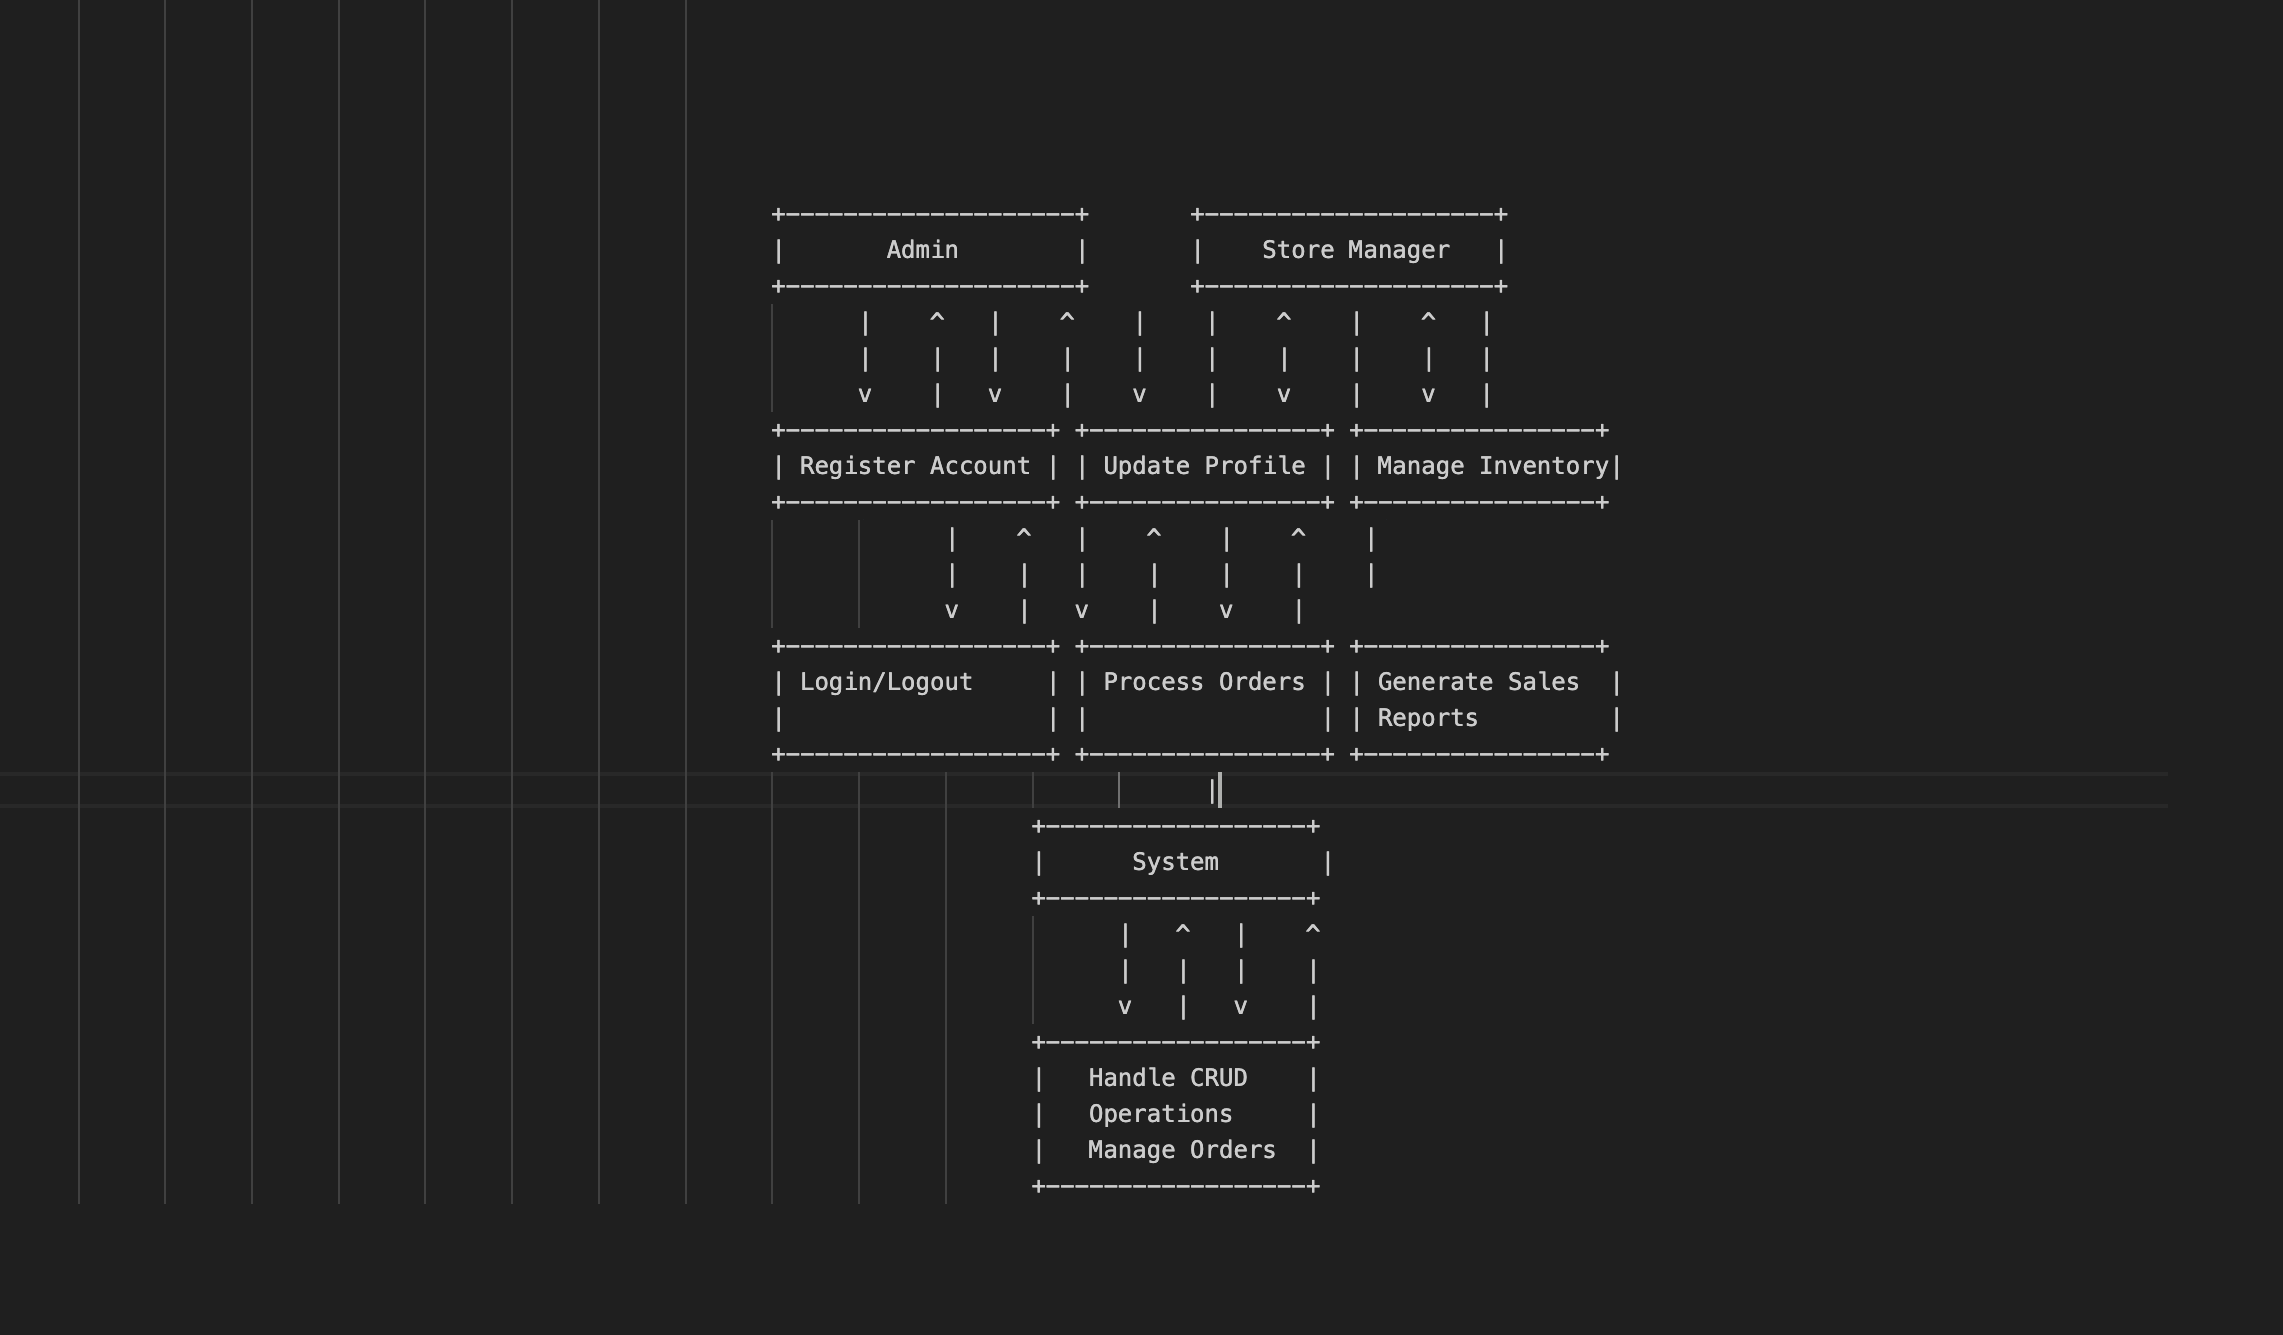 +--------------------+       +--------------------+
|       Admin        |       |    Store Manager   |
+--------------------+       +--------------------+
      |    ^   |    ^    |    |    ^    |    ^   |
      |    |   |    |    |    |    |    |    |   |
      v    |   v    |    v    |    v    |    v   |
+------------------+ +----------------+ +----------------+
| Register Account | | Update Profile | | Manage Inventory|
+------------------+ +----------------+ +----------------+
            |    ^   |    ^    |    ^    |
            |    |   |    |    |    |    |
            v    |   v    |    v    |
+------------------+ +----------------+ +----------------+
| Login/Logout     | | Process Orders | | Generate Sales  |
|                  | |                | | Reports         |
+------------------+ +----------------+ +----------------+
                              |
                  +------------------+
                  |      System       |
                  +------------------+
                        |   ^   |    ^
                        |   |   |    |
                        v   |   v    |
                  +------------------+
                  |   Handle CRUD    |
                  |   Operations     |
                  |   Manage Orders  |
                  +------------------+